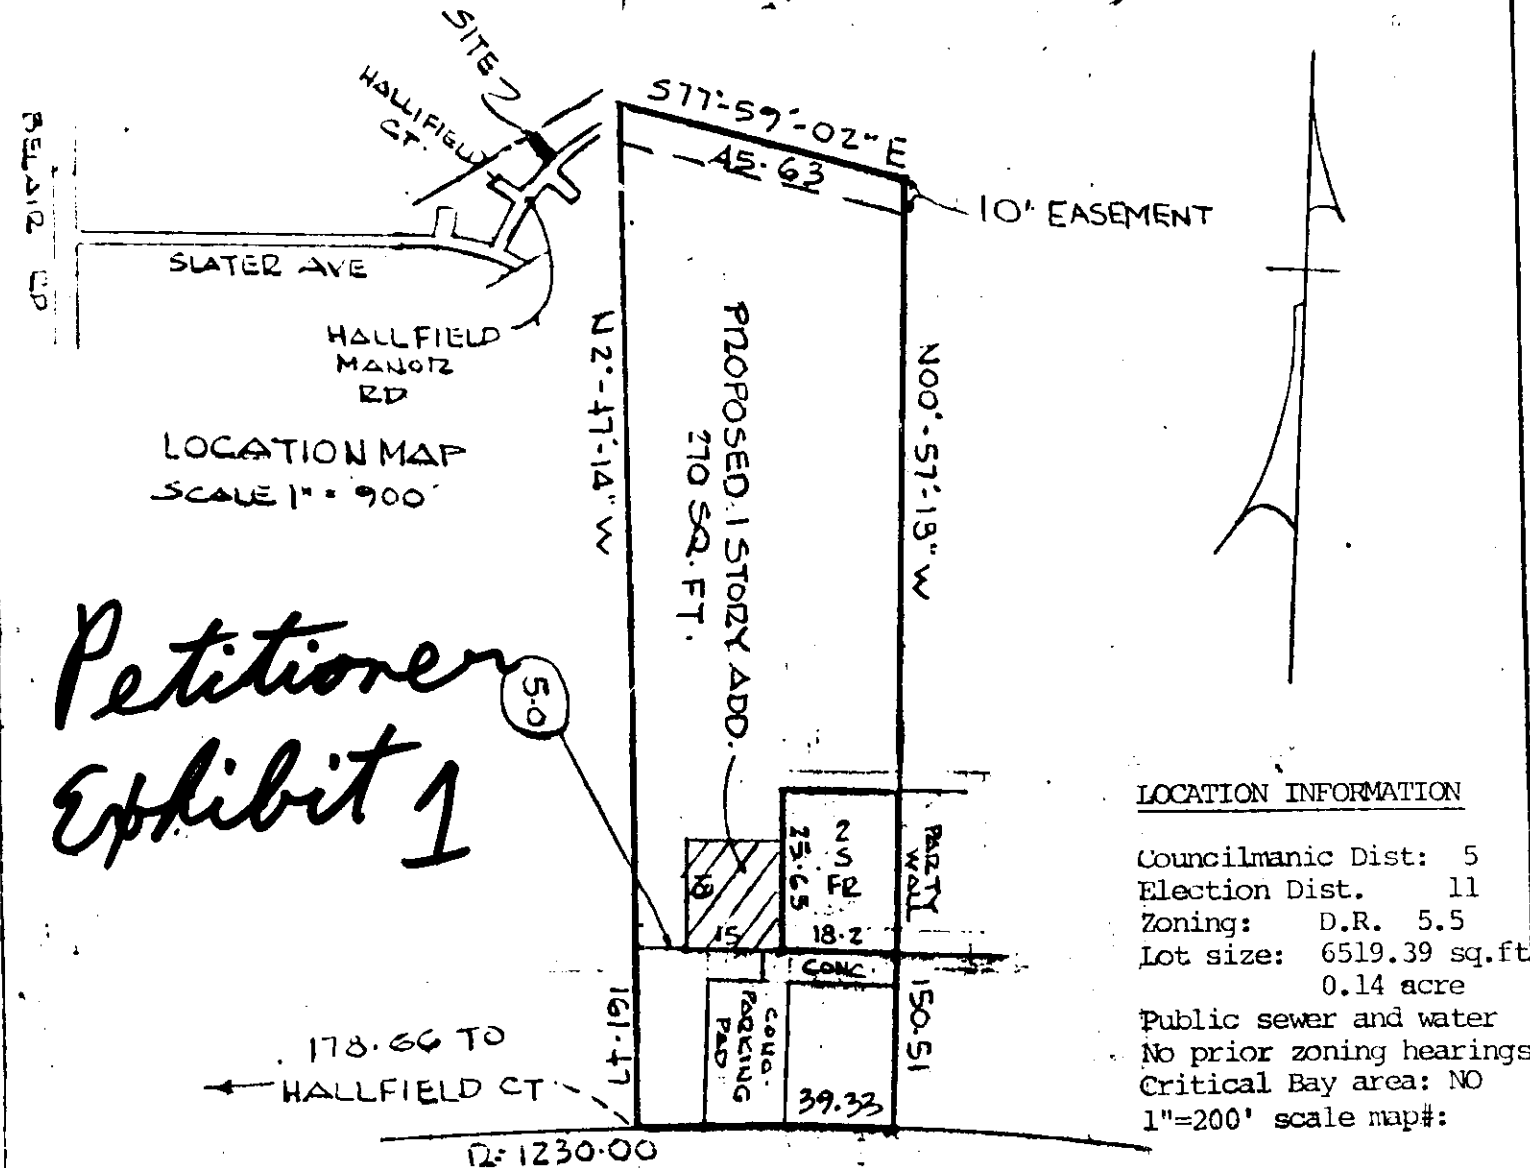 SITE
HALLIFIELD
CT.
BELAIR RD
SLATER AVE
HALLFIELD
MANOR
RD
LOCATION MAP
SCALE 1" = 900'
S77°-59'-02" E
45.63
10' EASEMENT
N2°-47'-14" W
PROPOSED 1 STORY ADD.
270 SQ. FT.
N00°-57'-13" W
Petitioner
Exhibit 1
5.0
2
S
FR
25.65
18
15
18.2
PARTY
WALL
CONC.
CONC.
PARKING
PAD
161.47
150.51
39.33
178.66 TO
HALLFIELD CT.
R= 1230.00
LOCATION INFORMATION
Councilmanic Dist: 5
Election Dist. 11
Zoning: D.R. 5.5
Lot size: 6519.39 sq.ft
0.14 acre
Public sewer and water
No prior zoning hearings
Critical Bay area: NO
1"=200' scale map#: